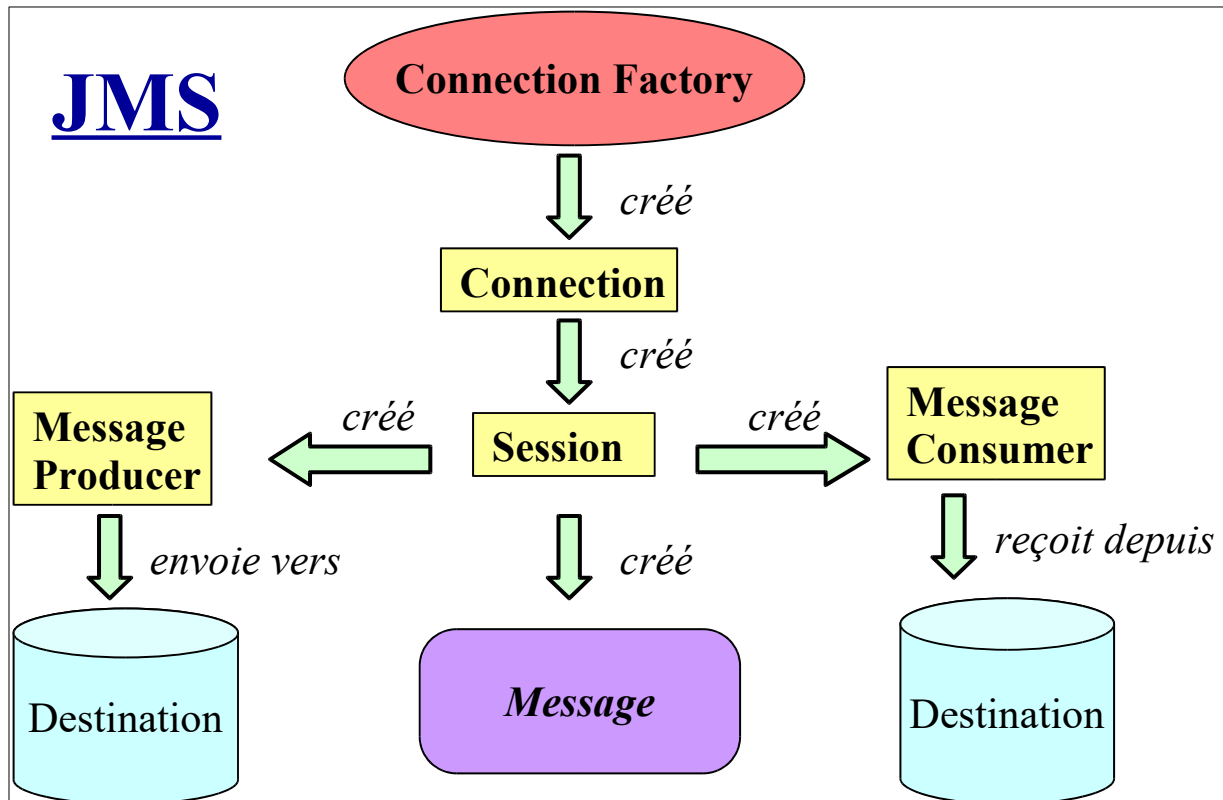 JMS
Connection Factory
créé
Connection
créé
créé
Session
créé
Message
Producer
Message
Consumer
envoie vers
créé
reçoit depuis
Destination
Message
Destination